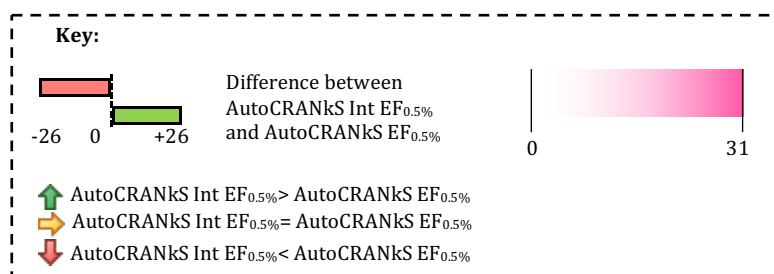 Key:
Difference between
AutoCRANkS Int EF0.5%
and AutoCRANkS EF0.5%
-26 0 +26
0 31
AutoCRANkS Int EF0.5%> AutoCRANkS EF0.5%
AutoCRANkS Int EF0.5%= AutoCRANkS EF0.5%
AutoCRANkS Int EF0.5%< AutoCRANkS EF0.5%